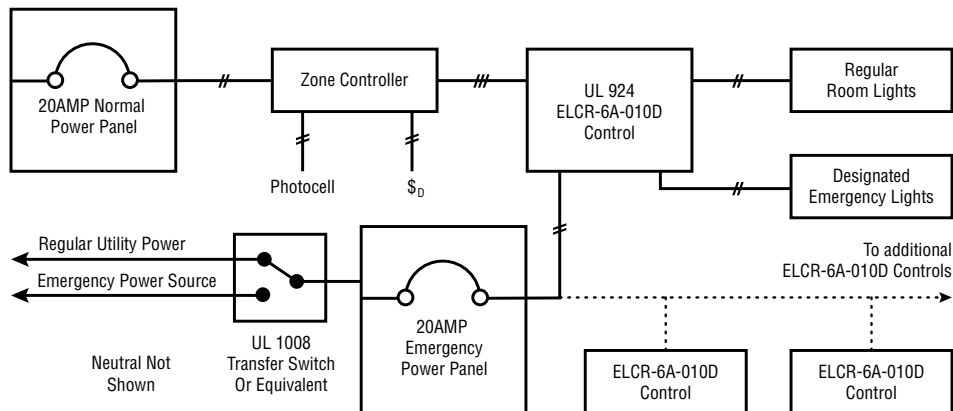 20AMP Normal
Power Panel
Zone Controller
Photocell
$D
UL 924
ELCR-6A-010D
Control
Regular
Room Lights
Designated
Emergency Lights
Regular Utility Power
Emergency Power Source
To additional
ELCR-6A-010D Controls
Neutral Not
Shown
UL 1008
Transfer Switch
Or Equivalent
20AMP
Emergency
Power Panel
ELCR-6A-010D
Control
ELCR-6A-010D
Control